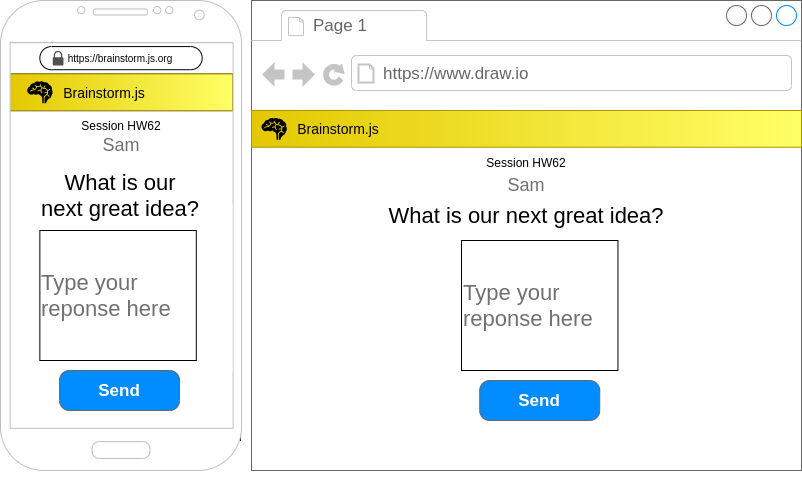 https://brainstorm.js.org
Brainstorm.js
Session HW62
Sam
What is our
next great idea?
Type your
reponse here
Send
Page 1
https://www.draw.io
Brainstorm.js
Session HW62
Sam
What is our next great idea?
Type your
reponse here
Send